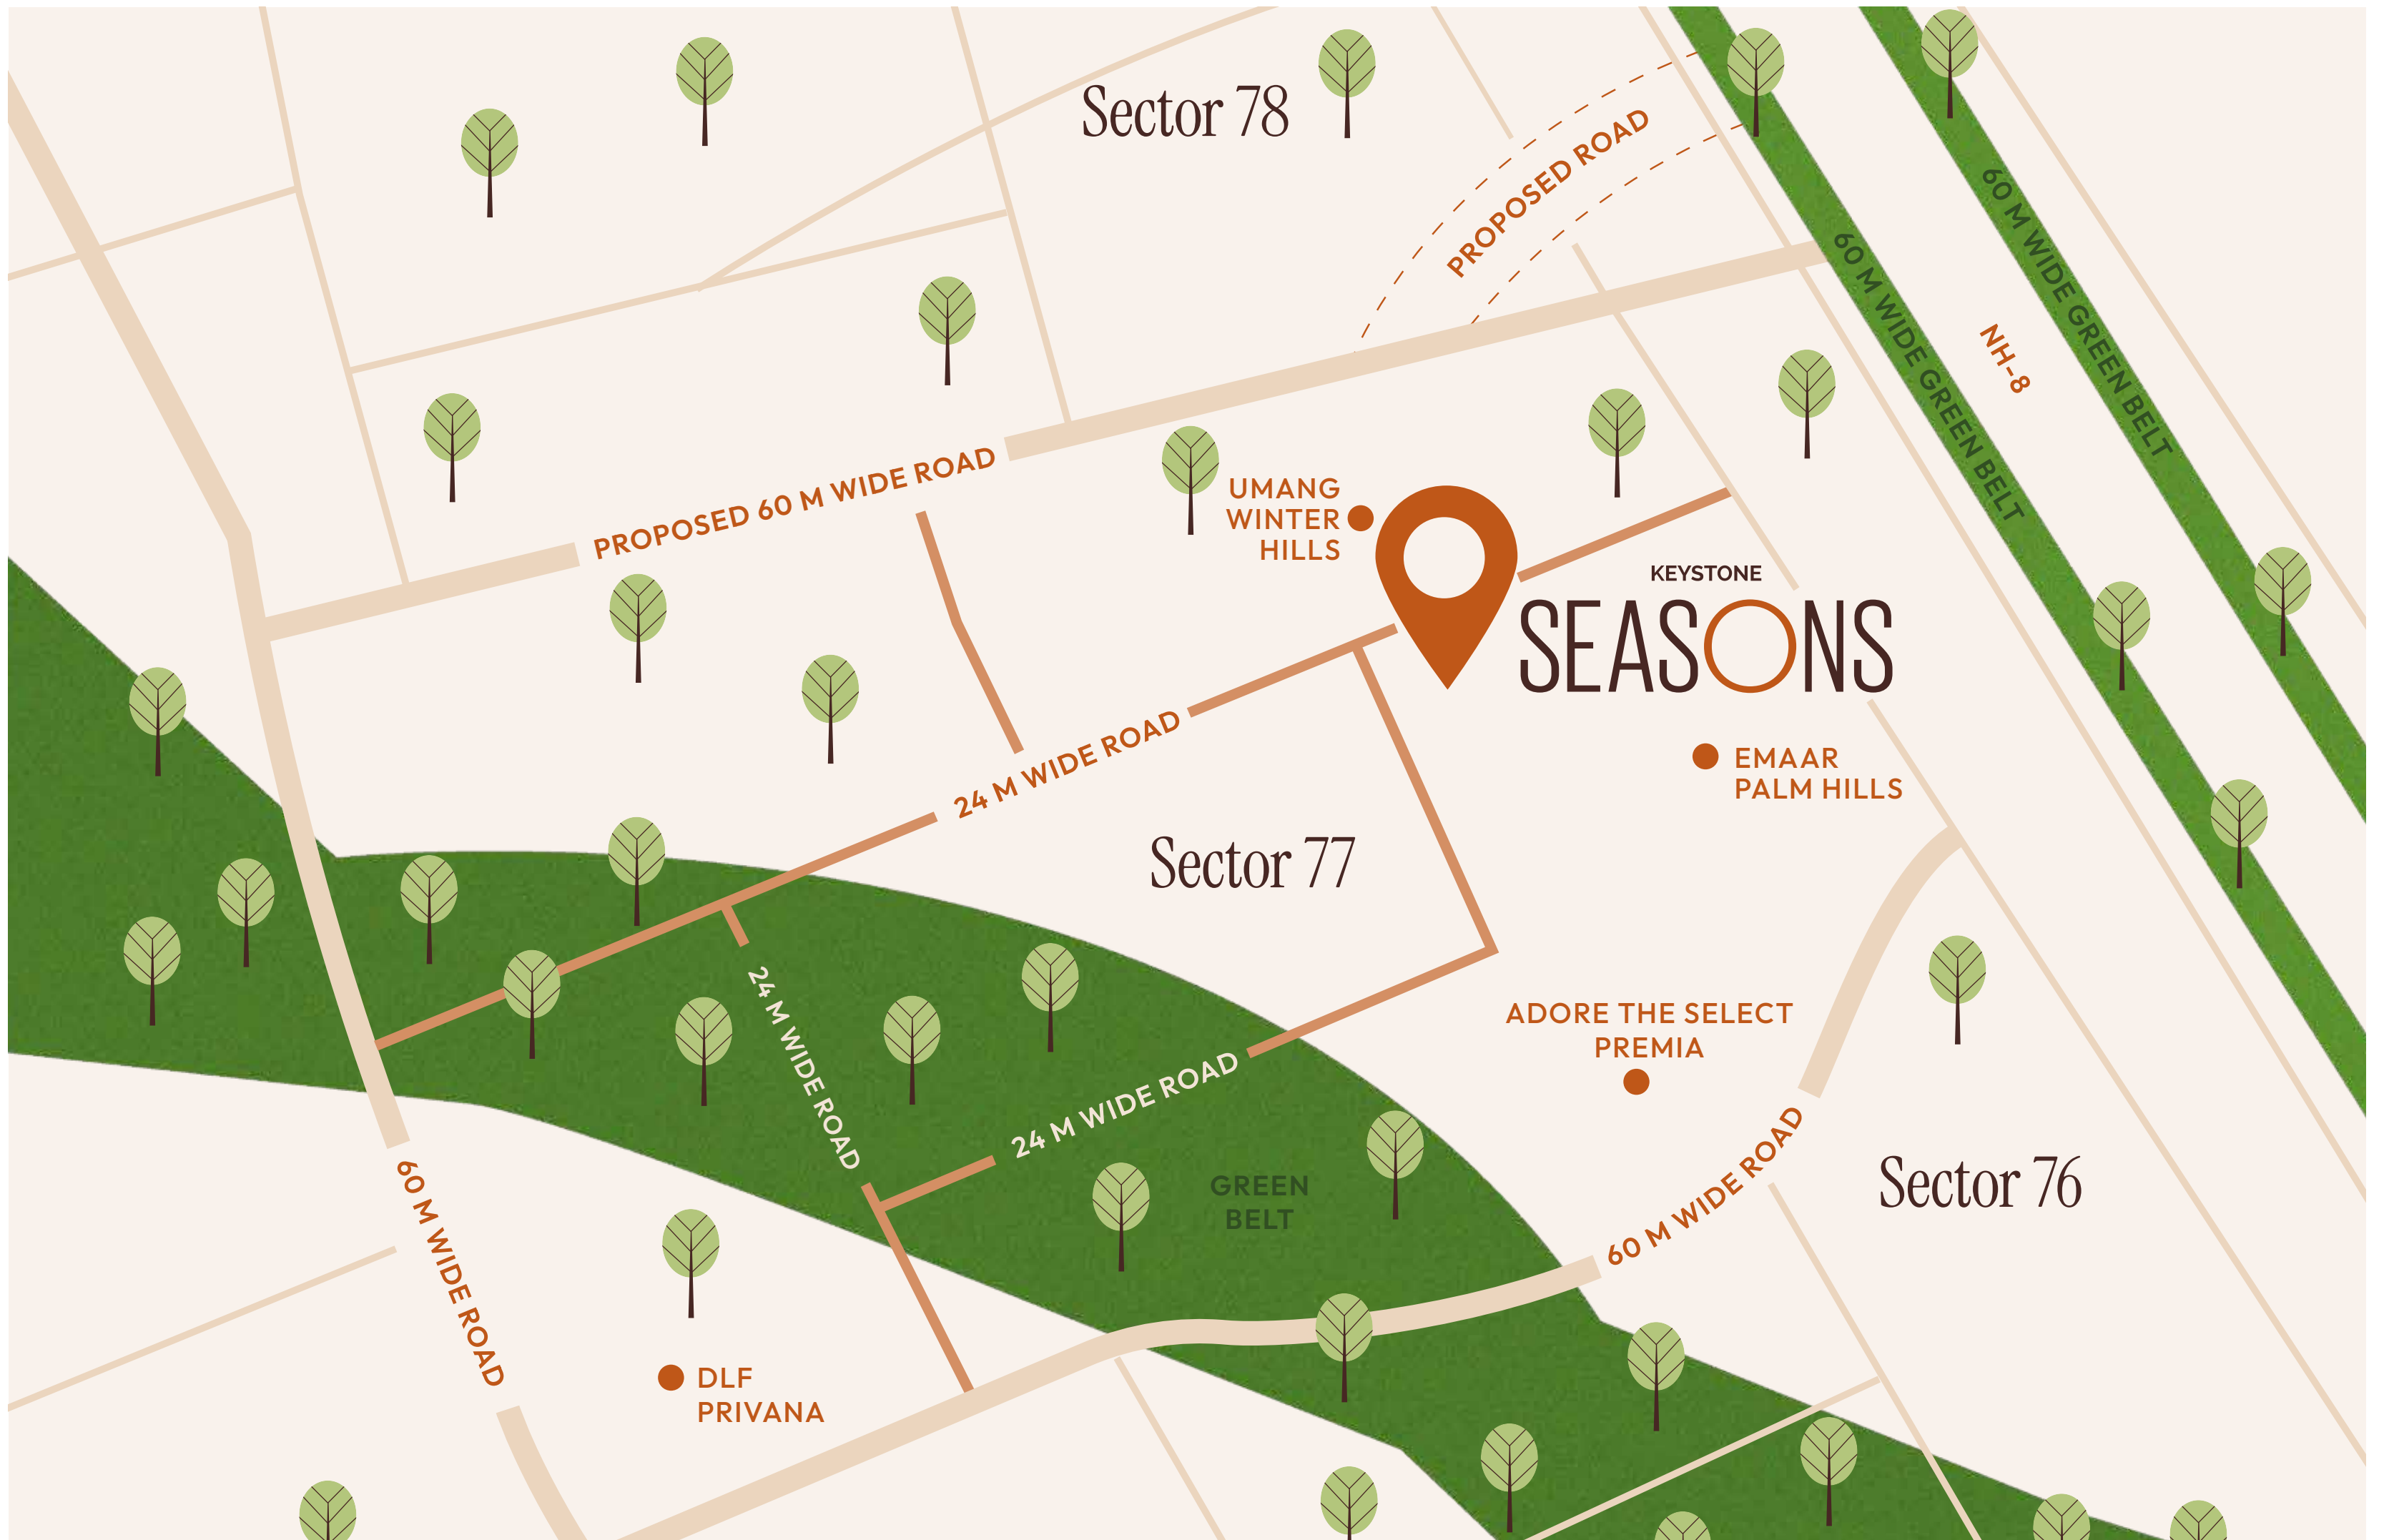 Sector 78
PROPOSED ROAD
60 M WIDE GREEN BELT
60 M WIDE GREEN BELT
NH-8
PROPOSED 60 M WIDE ROAD
UMANG
WINTER
HILLS
KEYSTONE
SEASONS
24 M WIDE ROAD
EMAAR
PALM HILLS
Sector 77
24 M WIDE ROAD
24 M WIDE ROAD
ADORE THE SELECT
PREMIA
GREEN
BELT
60 M WIDE ROAD
Sector 76
60 M WIDE ROAD
DLF
PRIVANA